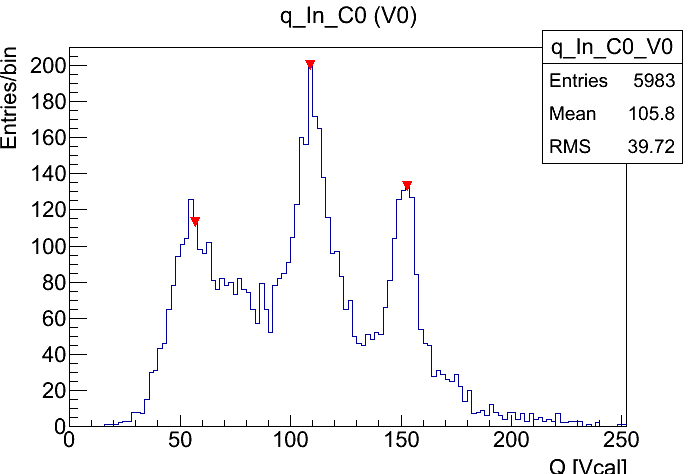 q_In_C0 (V0)
q_In_C0_V0
Entries 5983
Mean 105.8
RMS 39.72
Entries/bin
200
180
160
140
120
100
80
60
40
20
0
0 50 100 150 200 250
Q [Vcal]